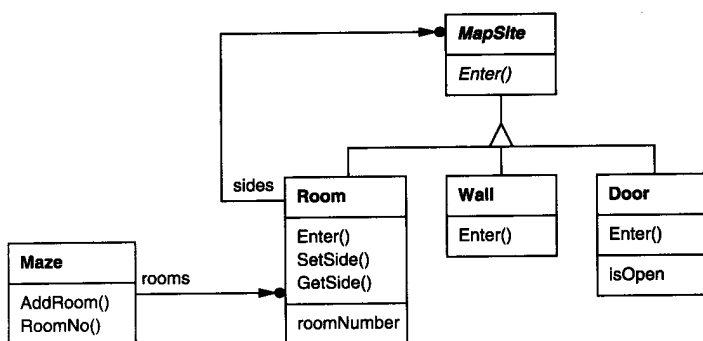 MapSite
Enter()
sides
Room
Enter()
SetSide()
GetSide()
roomNumber
Wall
Enter()
Door
Enter()
isOpen
Maze
AddRoom()
RoomNo()
rooms